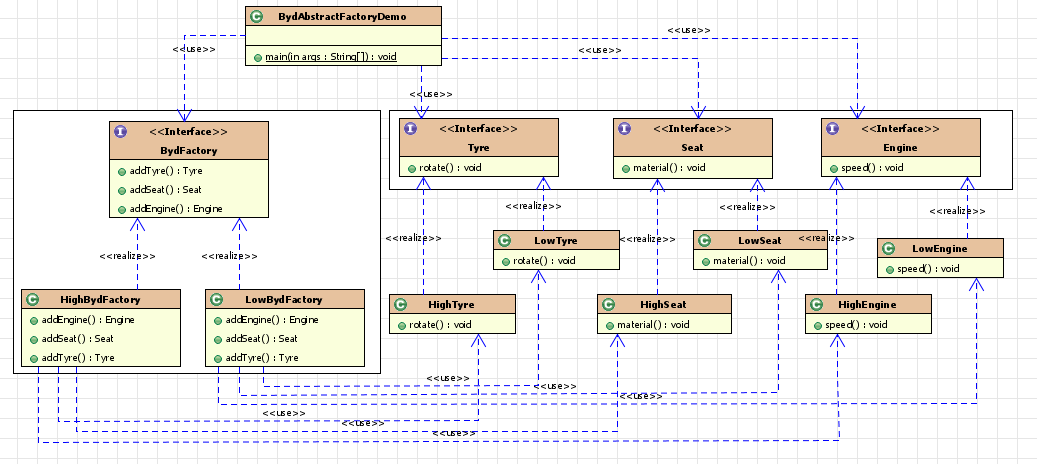 BydAbstractFactoryDemo
main(in args : String[]) : void
<<use>>
<<use>>
<<use>>
<<use>>
<<Interface>>
BydFactory
addTyre() : Tyre
addSeat() : Seat
addEngine() : Engine
<<Interface>>
Tyre
rotate() : void
<<Interface>>
Seat
material() : void
<<Interface>>
Engine
speed() : void
<<realize>>
<<realize>>
<<realize>>
<<realize>>
<<realize>>
<<realize>>
<<realize>>
<<realize>>
LowTyre
rotate() : void
LowSeat
material() : void
LowEngine
speed() : void
HighBydFactory
addEngine() : Engine
addSeat() : Seat
addTyre() : Tyre
LowBydFactory
addEngine() : Engine
addSeat() : Seat
addTyre() : Tyre
HighTyre
rotate() : void
HighSeat
material() : void
HighEngine
speed() : void
<<use>>
<<use>>
<<use>>
<<use>>
<<use>>
<<use>>